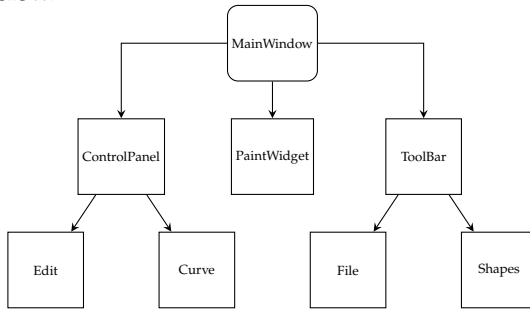 MainWindow
ControlPanel
PaintWidget
ToolBar
Edit
Curve
File
Shapes